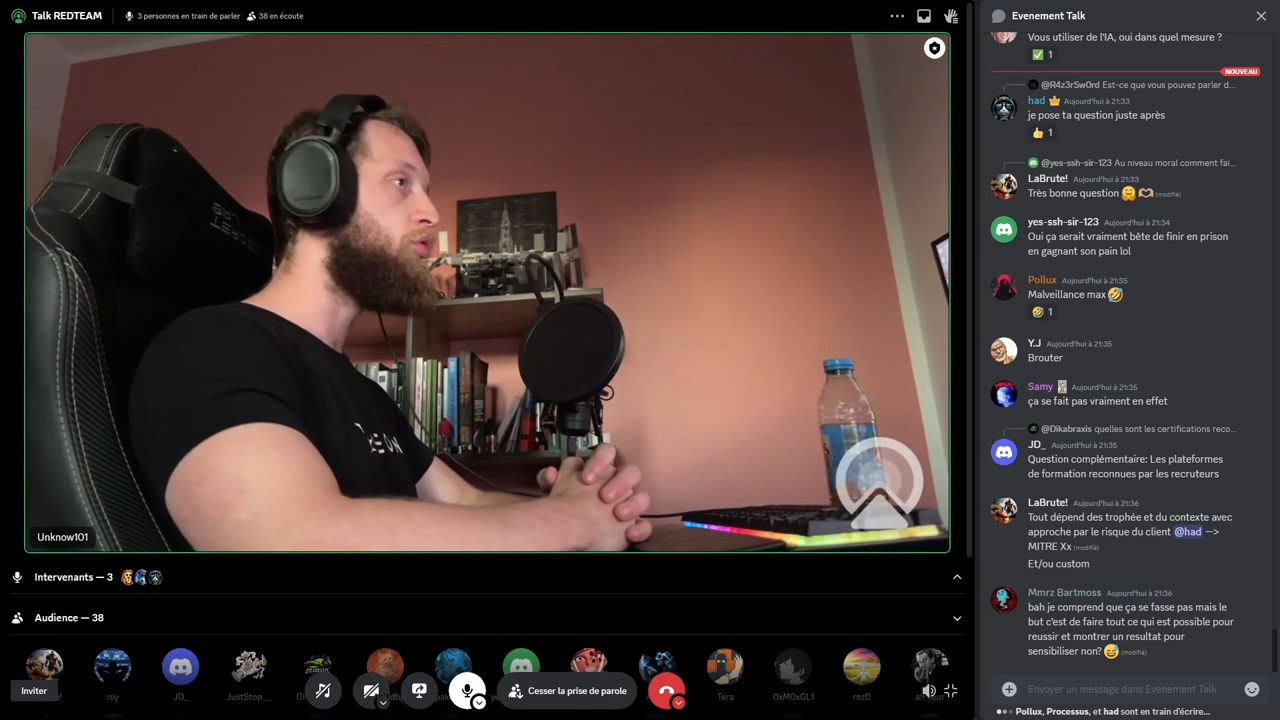 Talk REDTEAM
3 personnes en train de parler
38 en écoute
Unknow101
Intervenants — 3
Audience — 38
roy
JD_
JustStop__
Tera
0xM0xGL1
rez0
Inviter
Cesser la prise de parole
Evenement Talk
Vous utiliser de l'IA, oui dans quel mesure ?
✅ 1
NOUVEAU
@R4z3rSw0rd Est-ce que vous pouvez parler d...
had Aujourd'hui à 21:33
je pose ta question juste après
👍 1
@yes-ssh-sir-123 Au niveau moral comment fai...
LaBrute! Aujourd'hui à 21:33
Très bonne question 🤗 🫶 (modifié)
yes-ssh-sir-123 Aujourd'hui à 21:34
Oui ça serait vraiment bête de finir en prison
en gagnant son pain lol
Pollux Aujourd'hui à 21:35
Malveillance max 🤣
🤣 1
Y.J Aujourd'hui à 21:35
Brouter
Samy Aujourd'hui à 21:35
ça se fait pas vraiment en effet
@Dikabraxis quelles sont les certifications reco...
JD_ Aujourd'hui à 21:35
Question complémentaire: Les plateformes
de formation reconnues par les recruteurs
LaBrute! Aujourd'hui à 21:36
Tout dépend des trophée et du contexte avec
approche par le risque du client @had --->
MITRE Xx (modifié)
Et/ou custom
Mmrz Bartmoss Aujourd'hui à 21:36
bah je comprend que ça se fasse pas mais le
but c'est de faire tout ce qui est possible pour
reussir et montrer un resultat pour
sensibiliser non? 😅 (modifié)
Envoyer un message dans Evenement Talk
Pollux, Processus, et had sont en train d'écrire...